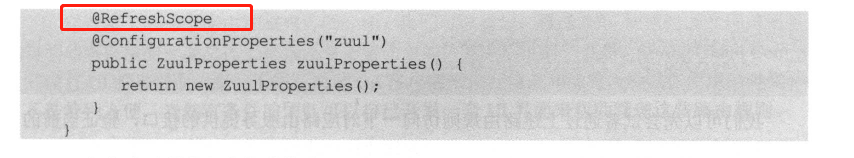 @RefreshScope
@ConfigurationProperties("zuul")
public ZuulProperties zuulProperties() {
return new ZuulProperties();
}
}